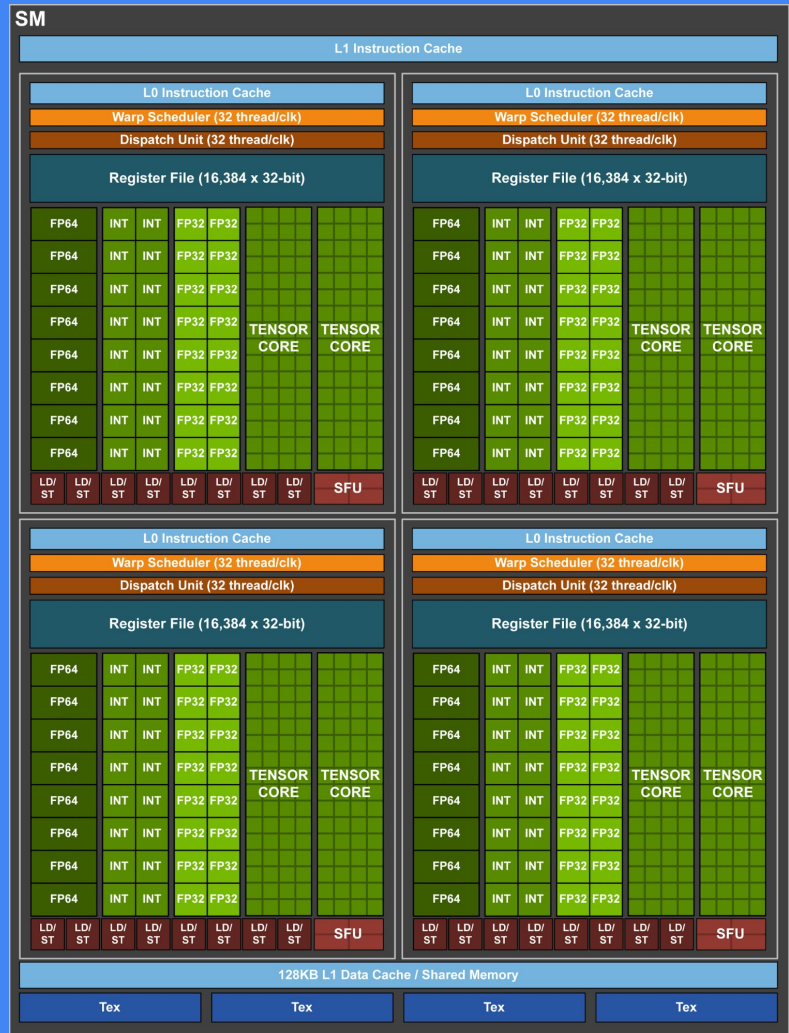 SM
L1 Instruction Cache
L0 Instruction Cache
Warp Scheduler (32 thread/clk)
Dispatch Unit (32 thread/clk)
Register File (16,384 x 32-bit)
FP64 INT INT FP32 FP32
FP64 INT INT FP32 FP32
FP64 INT INT FP32 FP32
FP64 INT INT FP32 FP32
FP64 INT INT FP32 FP32
FP64 INT INT FP32 FP32
FP64 INT INT FP32 FP32
FP64 INT INT FP32 FP32
TENSOR CORE
TENSOR CORE
LD/ST LD/ST LD/ST LD/ST LD/ST LD/ST LD/ST LD/ST SFU
L0 Instruction Cache
Warp Scheduler (32 thread/clk)
Dispatch Unit (32 thread/clk)
Register File (16,384 x 32-bit)
FP64 INT INT FP32 FP32
FP64 INT INT FP32 FP32
FP64 INT INT FP32 FP32
FP64 INT INT FP32 FP32
FP64 INT INT FP32 FP32
FP64 INT INT FP32 FP32
FP64 INT INT FP32 FP32
FP64 INT INT FP32 FP32
TENSOR CORE
TENSOR CORE
LD/ST LD/ST LD/ST LD/ST LD/ST LD/ST LD/ST LD/ST SFU
L0 Instruction Cache
Warp Scheduler (32 thread/clk)
Dispatch Unit (32 thread/clk)
Register File (16,384 x 32-bit)
FP64 INT INT FP32 FP32
FP64 INT INT FP32 FP32
FP64 INT INT FP32 FP32
FP64 INT INT FP32 FP32
FP64 INT INT FP32 FP32
FP64 INT INT FP32 FP32
FP64 INT INT FP32 FP32
FP64 INT INT FP32 FP32
TENSOR CORE
TENSOR CORE
LD/ST LD/ST LD/ST LD/ST LD/ST LD/ST LD/ST LD/ST SFU
L0 Instruction Cache
Warp Scheduler (32 thread/clk)
Dispatch Unit (32 thread/clk)
Register File (16,384 x 32-bit)
FP64 INT INT FP32 FP32
FP64 INT INT FP32 FP32
FP64 INT INT FP32 FP32
FP64 INT INT FP32 FP32
FP64 INT INT FP32 FP32
FP64 INT INT FP32 FP32
FP64 INT INT FP32 FP32
FP64 INT INT FP32 FP32
TENSOR CORE
TENSOR CORE
LD/ST LD/ST LD/ST LD/ST LD/ST LD/ST LD/ST LD/ST SFU
128KB L1 Data Cache / Shared Memory
Tex Tex Tex Tex